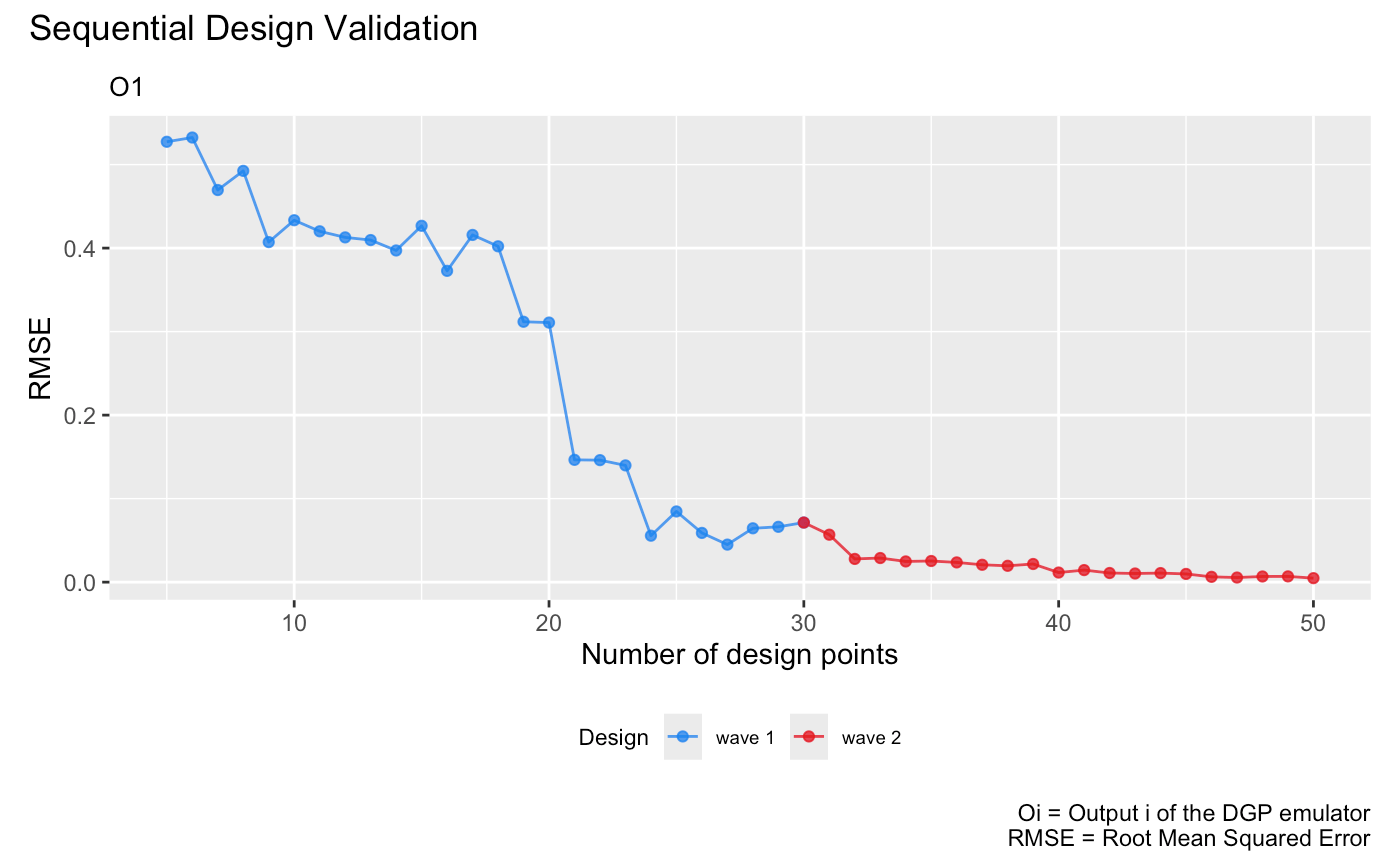 Sequential Design Validation
O1
RMSE
0.4
0.2
0.0
10 20 30 40 50
Number of design points
Design wave 1 wave 2
Oi = Output i of the DGP emulator
RMSE = Root Mean Squared Error